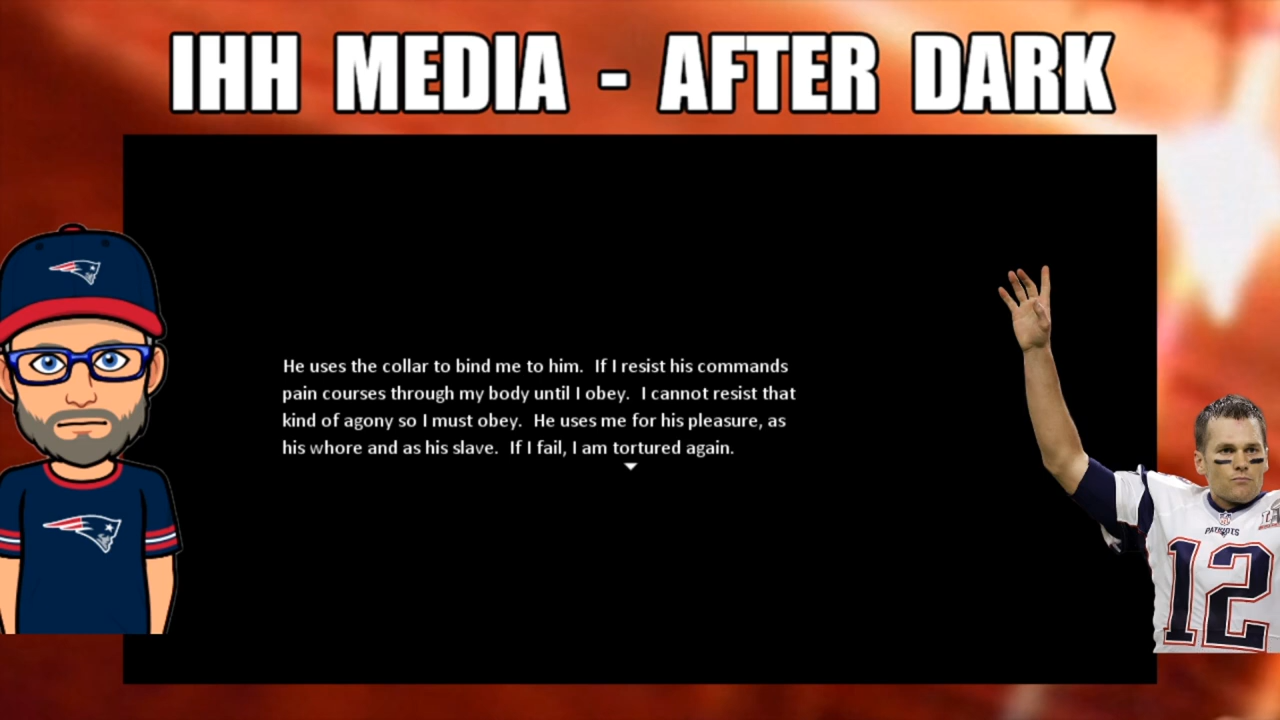 IHH MEDIA - AFTER DARK
He uses the collar to bind me to him.  If I resist his commands
pain courses through my body until I obey.  I cannot resist that
kind of agony so I must obey.  He uses me for his pleasure, as
his whore and as his slave.  If I fail, I am tortured again.
PATRIOTS
12